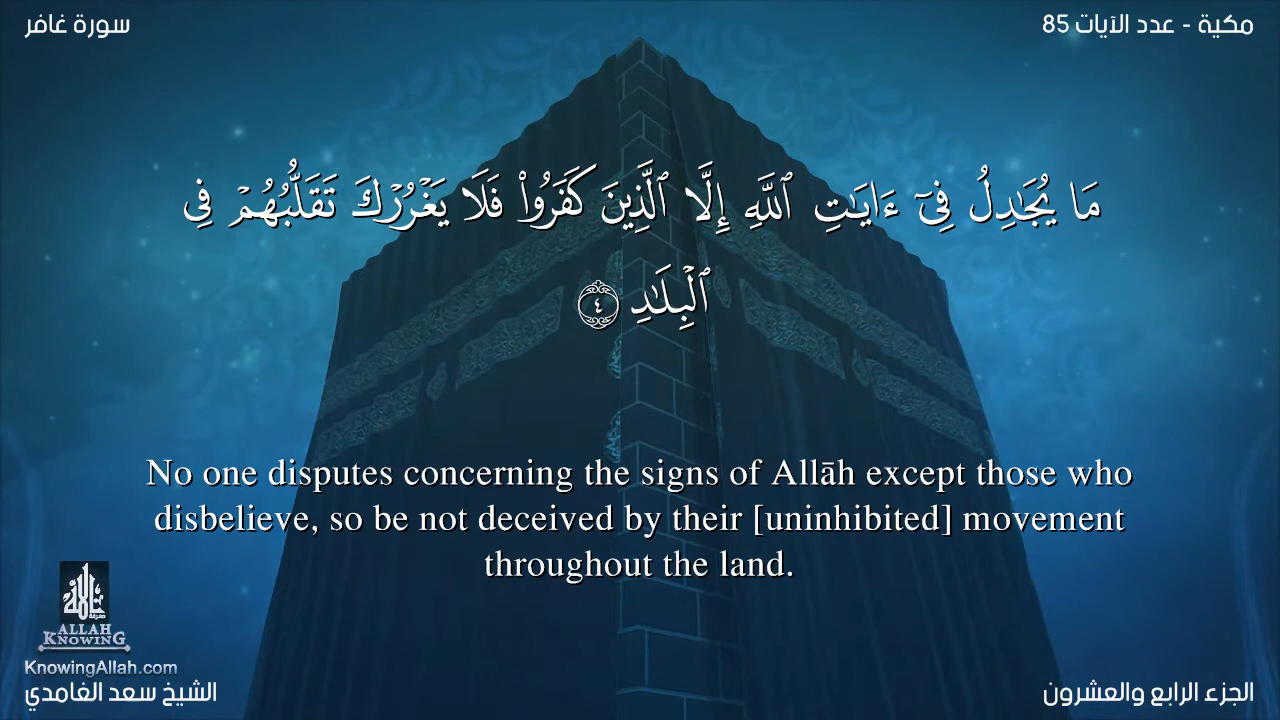 سورة غافر
مكية - عدد الآيات 85
مَا يُجَٰدِلُ فِىٓ ءَايَٰتِ ٱللَّهِ إِلَّا ٱلَّذِينَ كَفَرُوا۟ فَلَا يَغْرُرْكَ تَقَلُّبُهُمْ فِى
ٱلْبِلَٰدِ ٤
No one disputes concerning the signs of Allāh except those who
disbelieve, so be not deceived by their [uninhibited] movement
throughout the land.
ALLAH
KNOWING
KnowingAllah.com
الشيخ سعد الغامدي
الجزء الرابع والعشرون